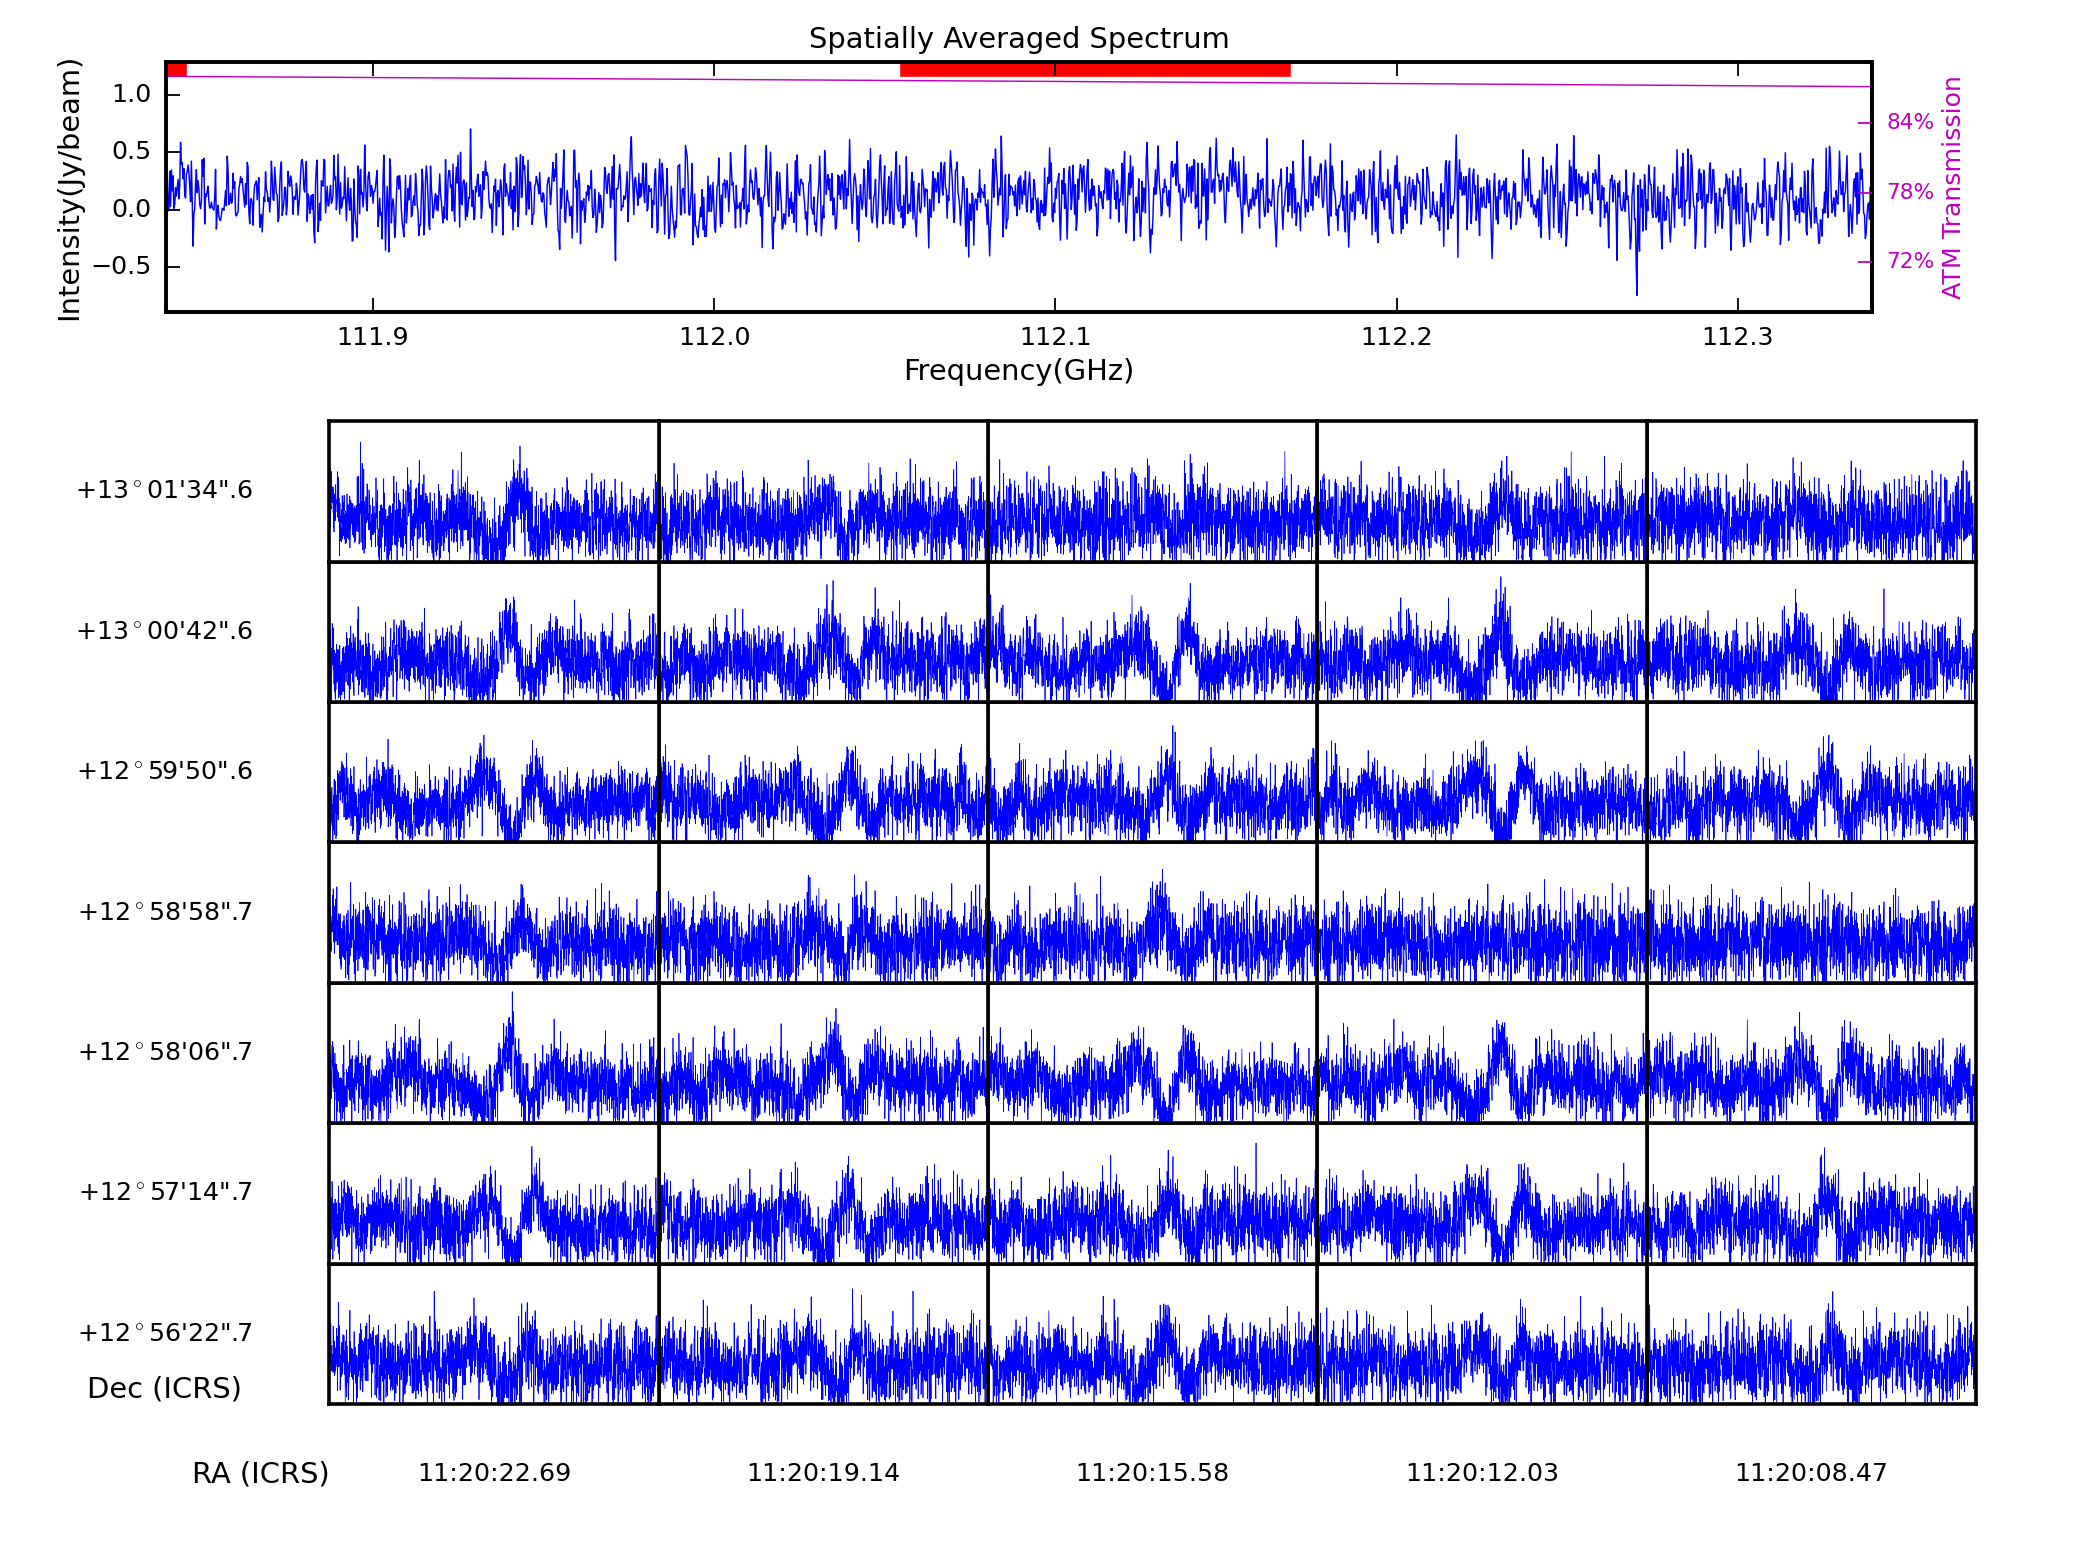 Spatially Averaged Spectrum
Intensity(Jy/beam)
1.0
0.5
0.0
−0.5
84%
78%
72%
ATM Transmission
111.9 112.0 112.1 112.2 112.3
Frequency(GHz)
+13°01'34".6
+13°00'42".6
+12°59'50".6
+12°58'58".7
+12°58'06".7
+12°57'14".7
+12°56'22".7
Dec (ICRS)
RA (ICRS) 11:20:22.69 11:20:19.14 11:20:15.58 11:20:12.03 11:20:08.47